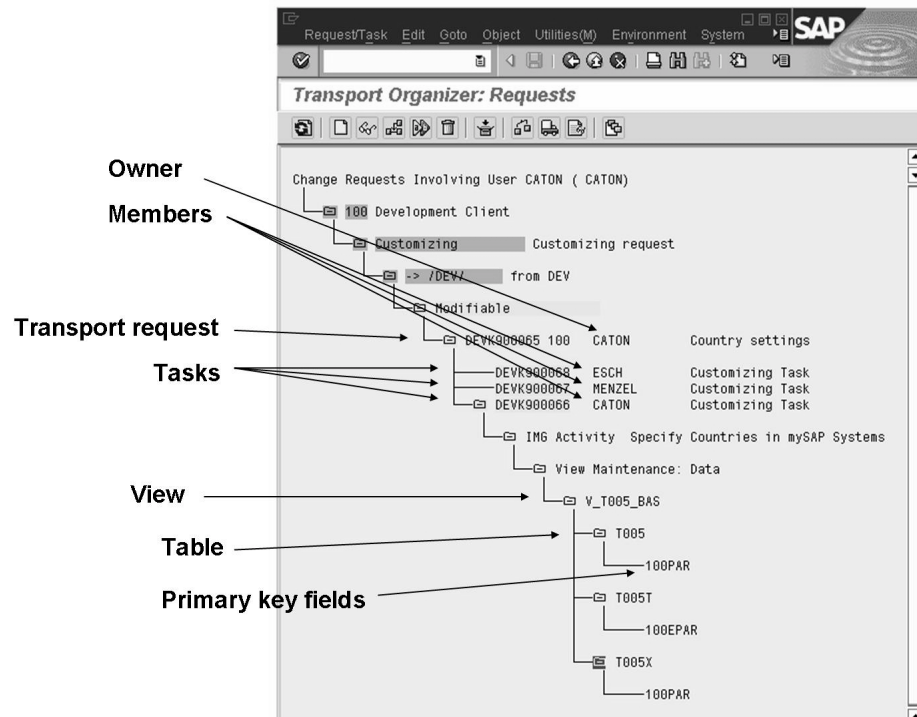 Request/Task Edit Goto Object Utilities(M) Environment System
SAP
Transport Organizer: Requests
Owner
Change Requests Involving User CATON ( CATON)
Members
100 Development Client
Customizing Customizing request
-> /DEV/ from DEV
Modifiable
Transport request
DEVK900065 100 CATON Country settings
Tasks
DEVK900068 ESCH Customizing Task
DEVK900067 MENZEL Customizing Task
DEVK900066 CATON Customizing Task
IMG Activity Specify Countries in mySAP Systems
View Maintenance: Data
View
V_T005_BAS
Table
T005
100PAR
Primary key fields
T005T
100EPAR
T005X
100PAR